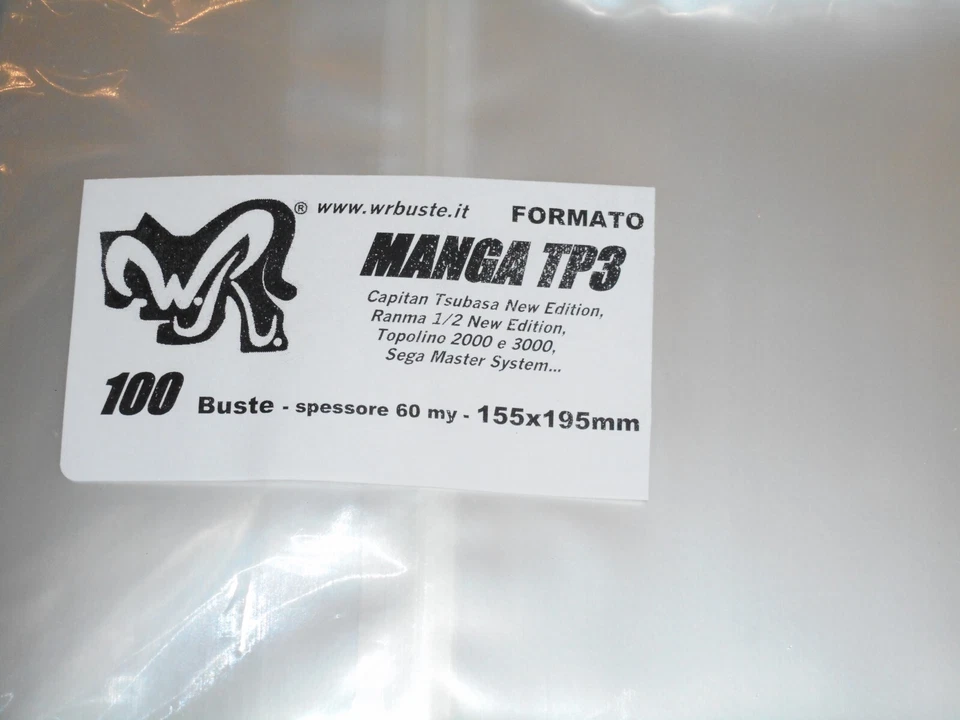 W.R.® www.wrbuste.it FORMATO
MANGA TP3
Capitan Tsubasa New Edition,
Ranma 1/2 New Edition,
Topolino 2000 e 3000,
Sega Master System...
100 Buste - spessore 60 my - 155x195mm